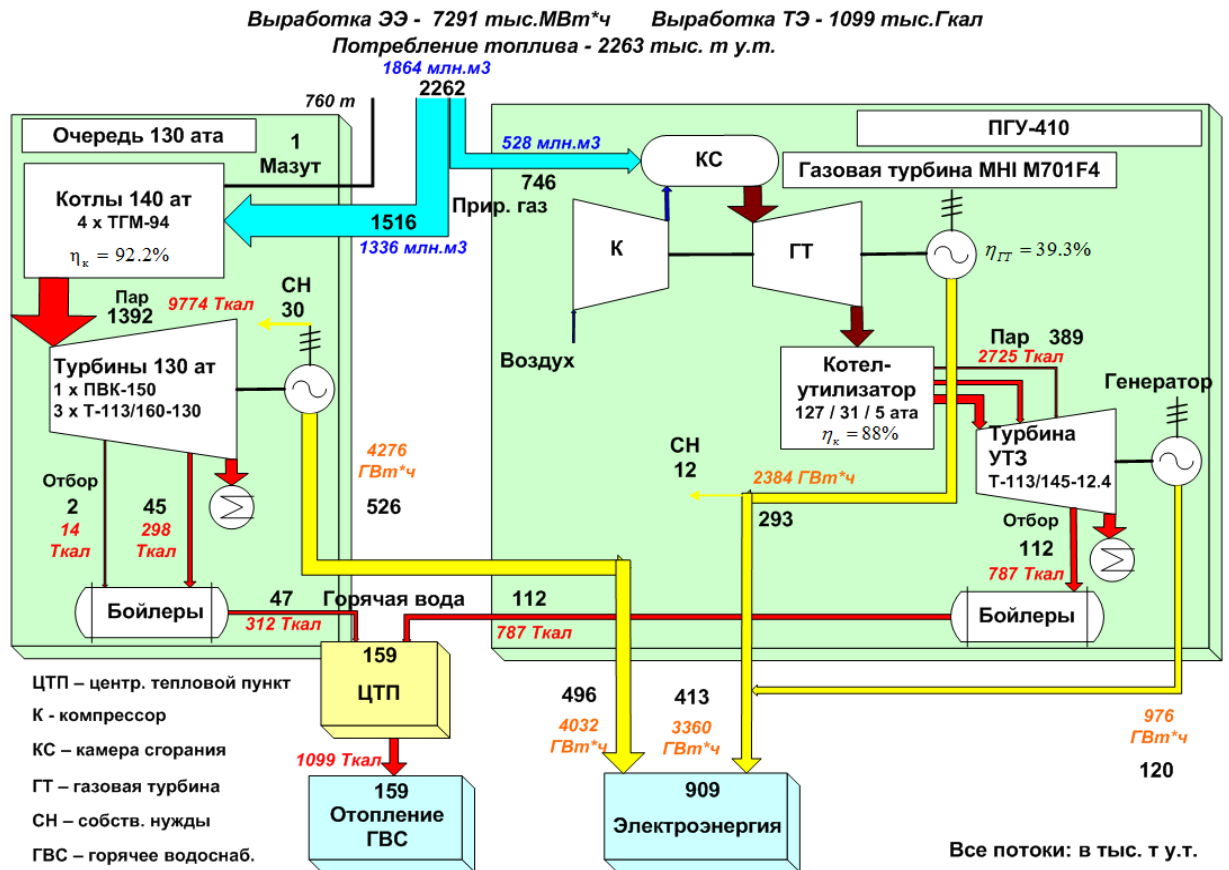 Выработка ЭЭ - 7291 тыс.МВт*ч Выработка ТЭ - 1099 тыс.Гкал
Потребление топлива - 2263 тыс. т у.т.
1864 млн.м3
2262
760 т
Очередь 130 ата
1
Мазут
Котлы 140 ат
4 х ТГМ-94
ηк = 92.2%
1516
1336 млн.м3
Прир. газ
528 млн.м3
746
ПГУ-410
КС
Газовая турбина MHI M701F4
К
ГТ
ηГТ = 39.3%
Воздух
Пар
1392
9774 Ткал
СН
30
Турбины 130 ат
1 х ПВК-150
3 х Т-113/160-130
4276
ГВт*ч
526
Отбор
2
14
Ткал
45
298
Ткал
Бойлеры
47
312 Ткал
Горячая вода
Котел-
утилизатор
127 / 31 / 5 ата
ηк = 88%
Пар 389
2725 Ткал
Генератор
Турбина
УТЗ
Т-113/145-12.4
СН
12
2384 ГВт*ч
293
Отбор
112
787 Ткал
Бойлеры
112
787 Ткал
159
ЦТП
1099 Ткал
159
Отопление
ГВС
496
4032
ГВт*ч
413
3360
ГВт*ч
976
ГВт*ч
120
909
Электроэнергия
ЦТП – центр. тепловой пункт
К - компрессор
КС – камера сгорания
ГТ – газовая турбина
СН – собств. нужды
ГВС – горячее водоснаб.
Все потоки: в тыс. т у.т.